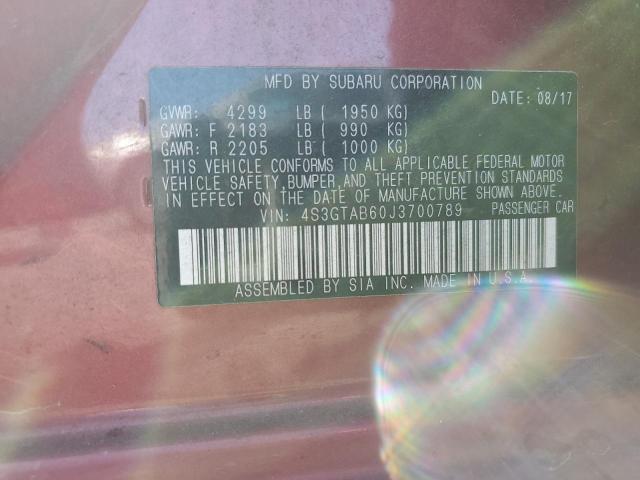 MFD BY SUBARU CORPORATION
DATE: 08/17
GVWR: 4299 LB ( 1950 KG)
GAWR: F 2183 LB ( 990 KG)
GAWR: R 2205 LB ( 1000 KG)
THIS VEHICLE CONFORMS TO ALL APPLICABLE FEDERAL MOTOR
VEHICLE SAFETY, BUMPER, AND THEFT PREVENTION STANDARDS
IN EFFECT ON THE DATE OF MANUFACTURE SHOWN ABOVE.
VIN: 4S3GTAB60J3700789 PASSENGER CAR
ASSEMBLED BY SIA INC. MADE IN U.S.A.